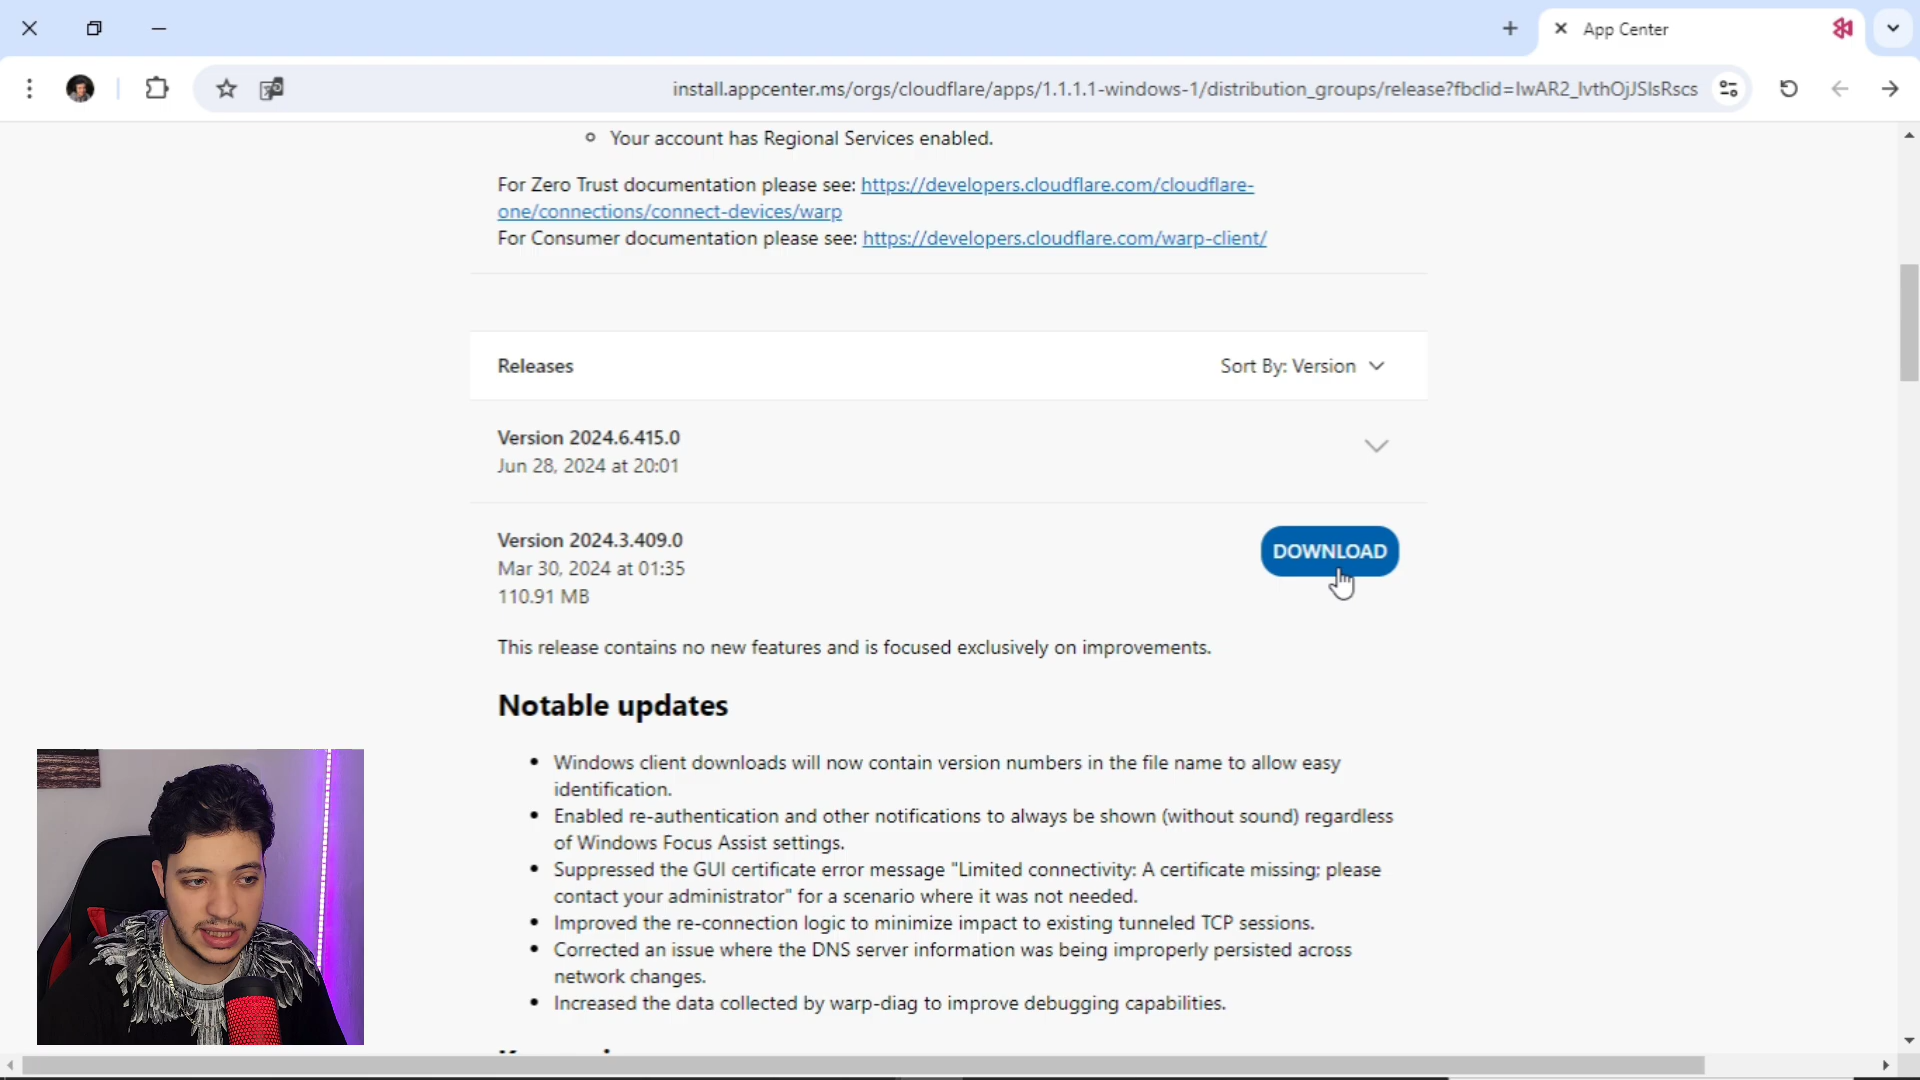 App Center
install.appcenter.ms/orgs/cloudflare/apps/1.1.1.1-windows-1/distribution_groups/release?fbclid=IwAR2_lvthOjJSlsRscs
Your account has Regional Services enabled.
For Zero Trust documentation please see: https://developers.cloudflare.com/cloudflare-
one/connections/connect-devices/warp
For Consumer documentation please see: https://developers.cloudflare.com/warp-client/
Releases
Sort By: Version
Version 2024.6.415.0
Jun 28, 2024 at 20:01
Version 2024.3.409.0
Mar 30, 2024 at 01:35
110.91 MB
DOWNLOAD
This release contains no new features and is focused exclusively on improvements.
Notable updates
Windows client downloads will now contain version numbers in the file name to allow easy
identification.
Enabled re-authentication and other notifications to always be shown (without sound) regardless
of Windows Focus Assist settings.
Suppressed the GUI certificate error message "Limited connectivity: A certificate missing; please
contact your administrator" for a scenario where it was not needed.
Improved the re-connection logic to minimize impact to existing tunneled TCP sessions.
Corrected an issue where the DNS server information was being improperly persisted across
network changes.
Increased the data collected by warp-diag to improve debugging capabilities.